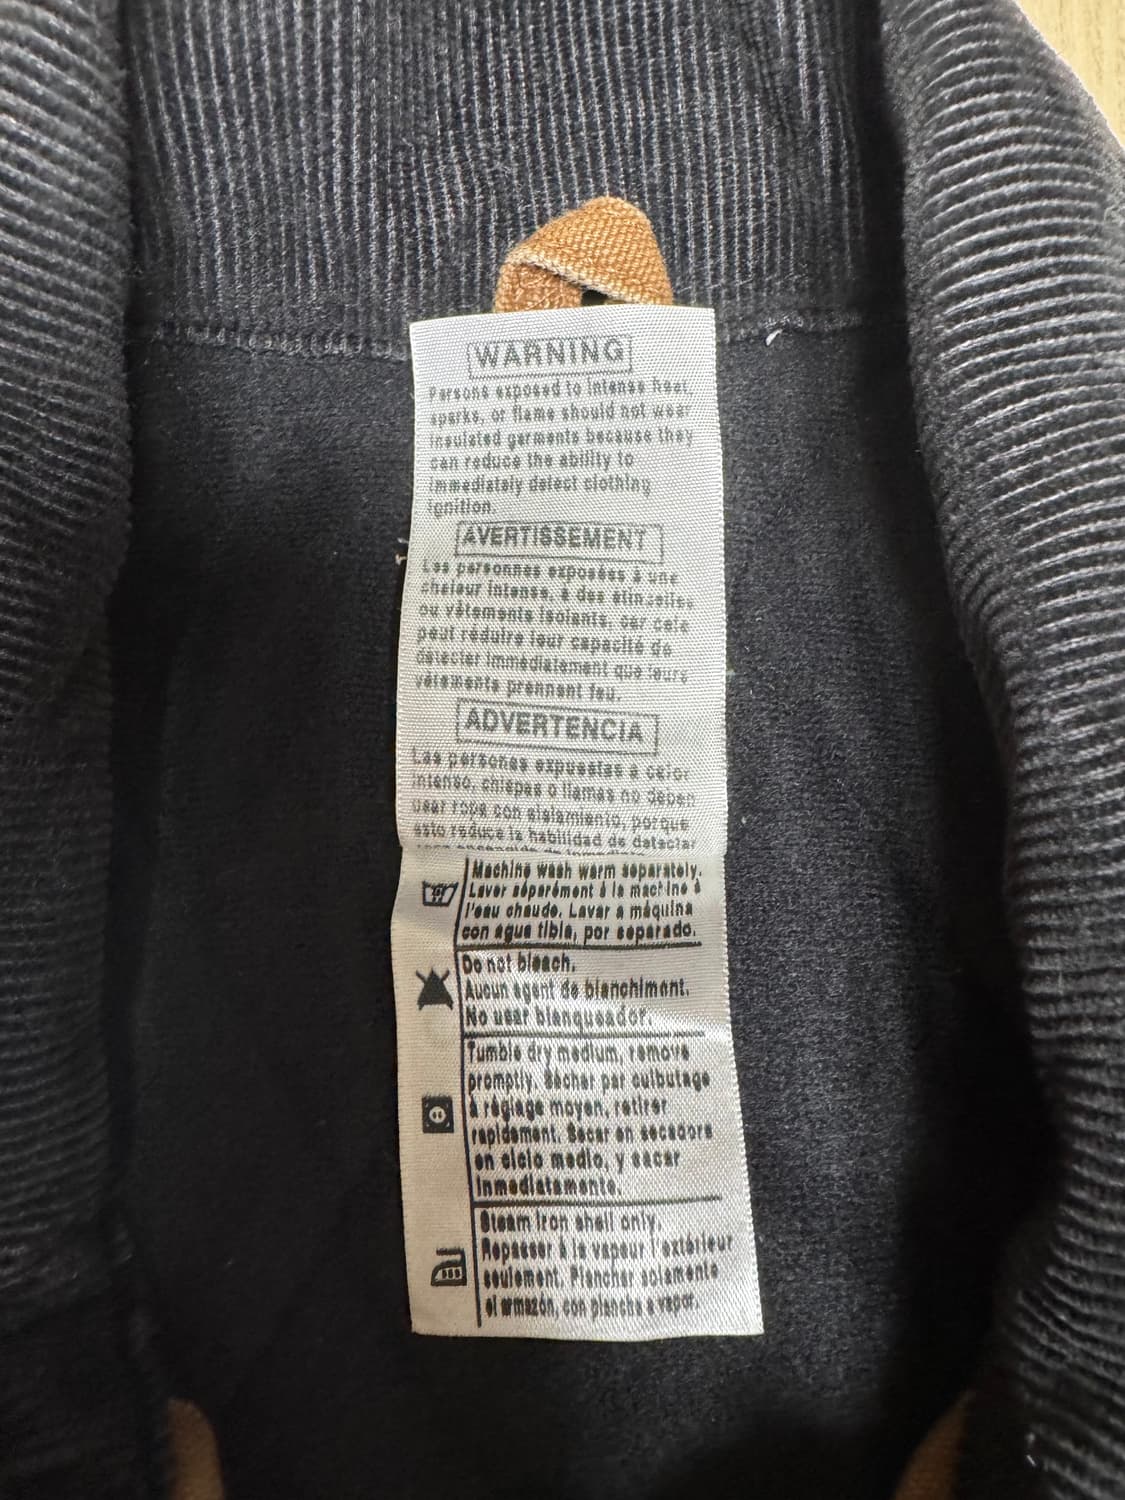 WARNING
Persons exposed to intense heat,
sparks, or flame should not wear
insulated garments because they
can reduce the ability to
immediately detect clothing
ignition.
AVERTISSEMENT
Les personnes exposées à une
chaleur intense, à des étincelles
ou vêtements isolants, car cela
peut réduire leur capacité de
détecter immédiatement que leurs
vêtements prennent feu.
ADVERTENCIA
Las personas expuestas a calor
intenso, chispas o llamas no deben
usar ropa con aislamiento, porque
esto reduce la habilidad de detectar
Machine wash warm separately.
Laver séparément à la machine à
l'eau chaude. Lavar a máquina
con agua tibia, por separado.
Do not bleach.
Aucun agent de blanchiment.
No usar blanqueador.
Tumble dry medium, remove
promptly. Sécher par culbutage
à réglage moyen, retirer
rapidement. Secar en secadora
en ciclo medio, y sacar
inmediatamente.
Steam iron shell only.
Repasser à la vapeur l'extérieur
seulement. Planchar solamente
el armazón, con plancha a vapor.